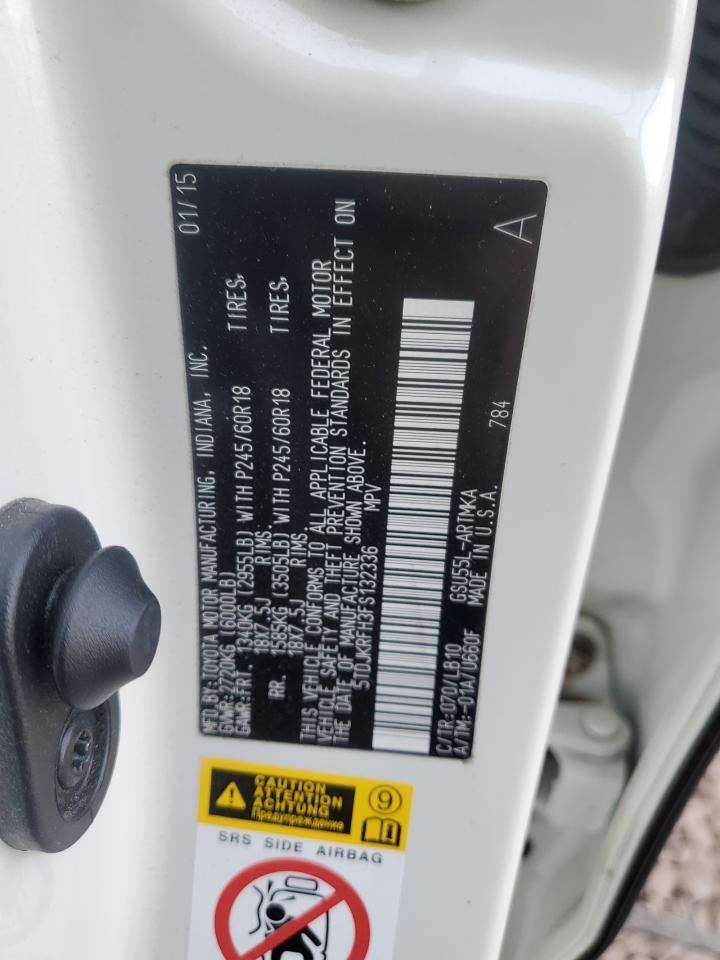 MFD.BY:TOYOTA MOTOR MANUFACTURING, INDIANA, INC. 01/15
GVWR:2720KG (6000LB)
GAWR:FRT. 1340KG (2955LB) WITH P245/60R18 TIRES,
18X7.5J RIMS,
RR. 1585KG (3505LB) WITH P245/60R18 TIRES,
18X7.5J RIMS.
THIS VEHICLE CONFORMS TO ALL APPLICABLE FEDERAL MOTOR
VEHICLE SAFETY AND THEFT PREVENTION STANDARDS IN EFFECT ON
THE DATE OF MANUFACTURE SHOWN ABOVE.
5TDJKRFH3FS132336 MPV
C/TR:070/LB10 GSU55L-ARTMKA 784 A
A/TM:-01A/U660F MADE IN U.S.A.
CAUTION
ATTENTION
ACHTUNG
Предупреждение
9
SRS SIDE AIRBAG